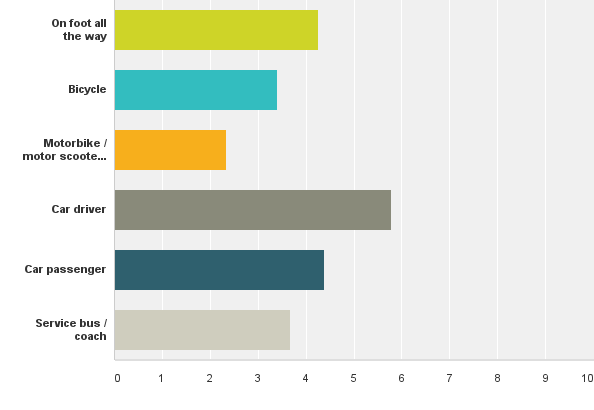 On foot all
the way
Bicycle
Motorbike /
motor scoote...
Car driver
Car passenger
Service bus /
coach
0 1 2 3 4 5 6 7 8 9 10